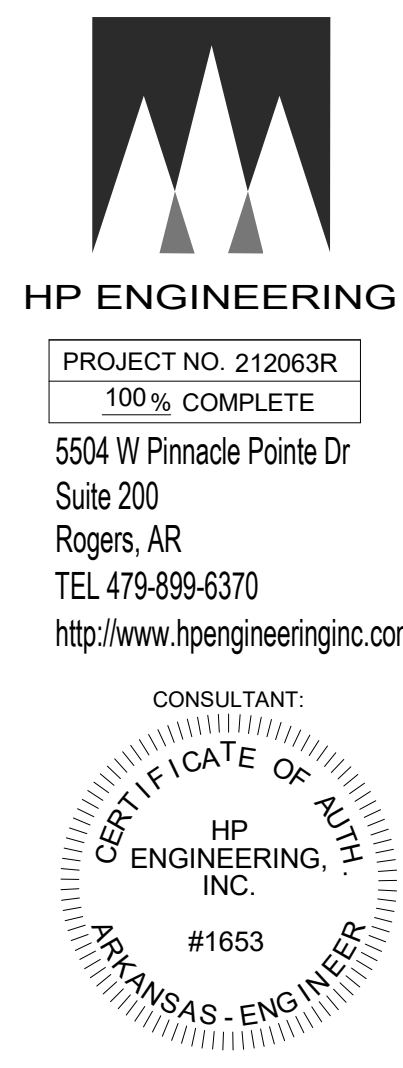 HP ENGINEERING
PROJECT NO. 212063R
100 % COMPLETE
5504 W Pinnacle Pointe Dr
Suite 200
Rogers, AR
TEL 479-899-6370
http://www.hpengineeringinc.com
CONSULTANT:
CERTIFICATE OF AUTH.
HP
ENGINEERING,
INC.
#1653
ARKANSAS - ENGINEER